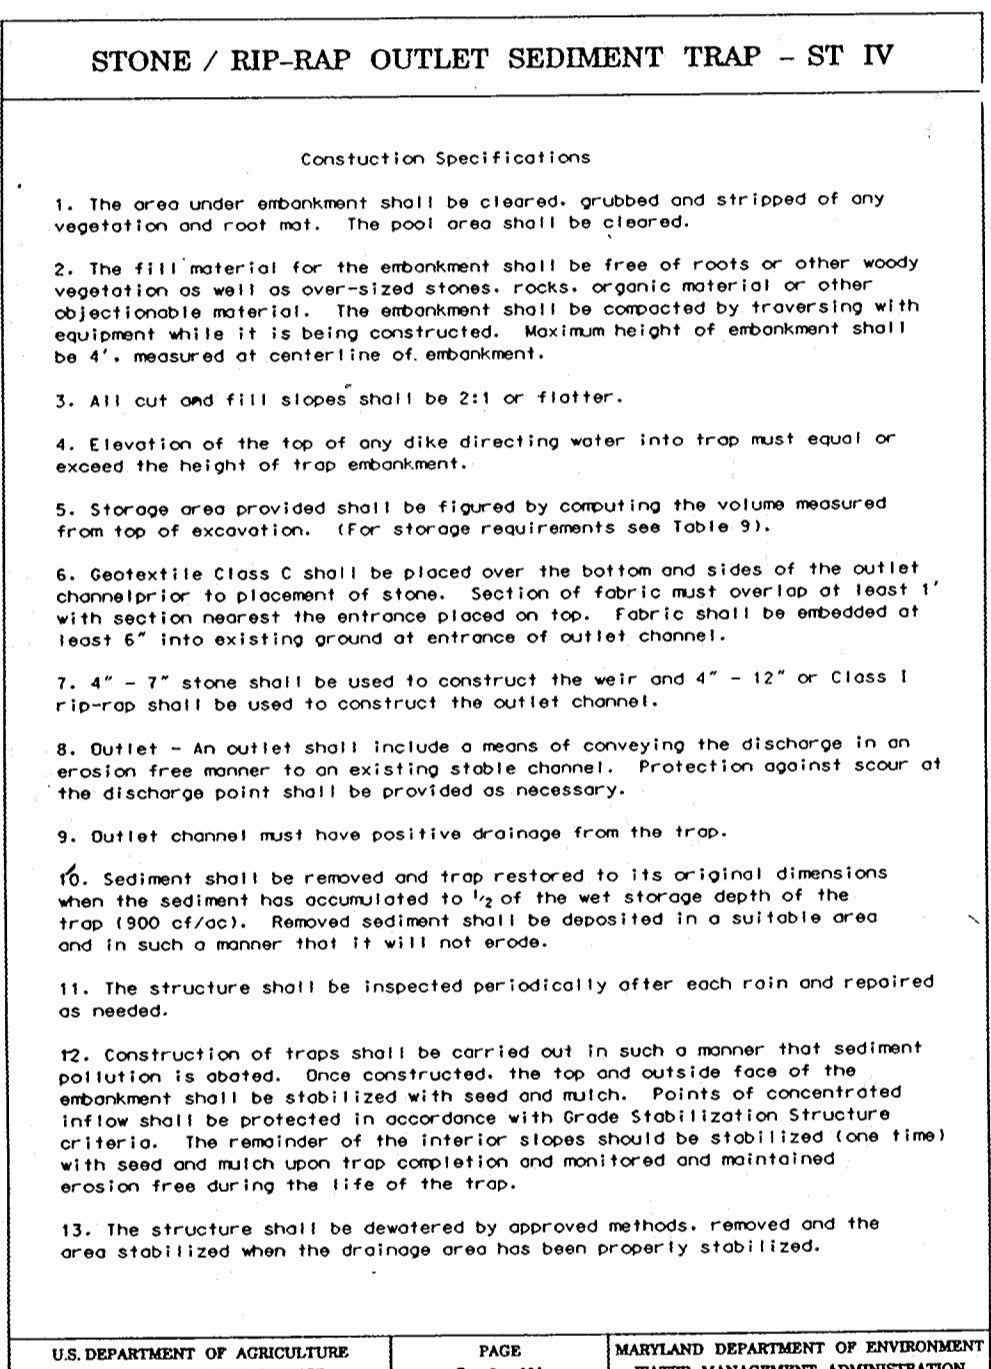 STONE / RIP-RAP OUTLET SEDIMENT TRAP - ST IV
Constuction Specifications
1. The area under embankment shall be cleared, grubbed and stripped of any
vegetation and root mat. The pool area shall be cleared.
2. The fill material for the embankment shall be free of roots or other woody
vegetation as well as over-sized stones, rocks, organic material or other
objectionable material. The embankment shall be compacted by traversing with
equipment while it is being constructed. Maximum height of embankment shall
be 4', measured at centerline of embankment.
3. All cut and fill slopes shall be 2:1 or flatter.
4. Elevation of the top of any dike directing water into trap must equal or
exceed the height of trap embankment.
5. Storage area provided shall be figured by computing the volume measured
from top of excavation. (For storage requirements see Table 9).
6. Geotextile Class C shall be placed over the bottom and sides of the outlet
channelprior to placement of stone. Section of fabric must overlap at least 1'
with section nearest the entrance placed on top. Fabric shall be embedded at
least 6" into existing ground at entrance of outlet channel.
7. 4" - 7" stone shall be used to construct the weir and 4" - 12" or Class I
rip-rap shall be used to construct the outlet channel.
8. Outlet - An outlet shall include a means of conveying the discharge in an
erosion free manner to an existing stable channel. Protection against scour at
the discharge point shall be provided as necessary.
9. Outlet channel must have positive drainage from the trap.
10. Sediment shall be removed and trap restored to its original dimensions
when the sediment has accumulated to 1/2 of the wet storage depth of the
trap (900 cf/ac). Removed sediment shall be deposited in a suitable area
and in such a manner that it will not erode.
11. The structure shall be inspected periodically after each rain and repaired
as needed.
12. Construction of traps shall be carried out in such a manner that sediment
pollution is abated. Once constructed, the top and outside face of the
embankment shall be stabilized with seed and mulch. Points of concentrated
inflow shall be protected in accordance with Grade Stabilization Structure
criteria. The remainder of the interior slopes should be stabilized (one time)
with seed and mulch upon trap completion and monitored and maintained
erosion free during the life of the trap.
13. The structure shall be dewatered by approved methods, removed and the
area stabilized when the drainage area has been properly stabilized.
U.S. DEPARTMENT OF AGRICULTURE
PAGE
MARYLAND DEPARTMENT OF ENVIRONMENT
WATER MANAGEMENT ADMINISTRATION